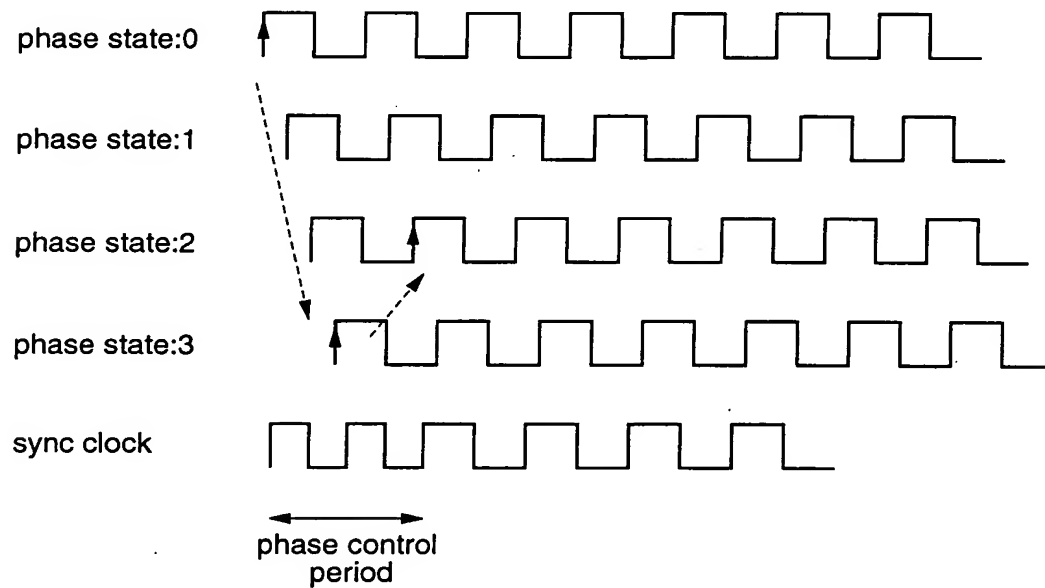 phase state:0
phase state:1
phase state:2
phase state:3
sync clock
phase control
period